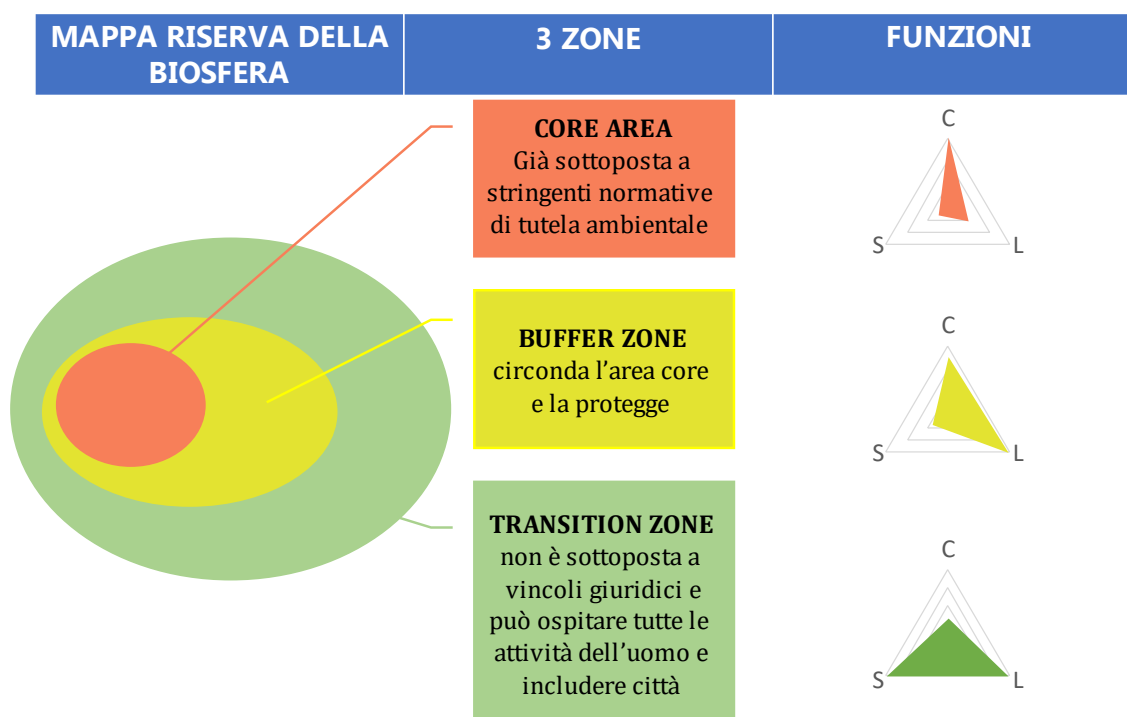 MAPPA RISERVA DELLA
BIOSFERA
3 ZONE
FUNZIONI
CORE AREA
Già sottoposta a
stringenti normative
di tutela ambientale
C
S
L
BUFFER ZONE
circonda l’area core
e la protegge
C
S
L
TRANSITION ZONE
non è sottoposta a
vincoli giuridici e
può ospitare tutte le
attività dell’uomo e
includere città
C
S
L